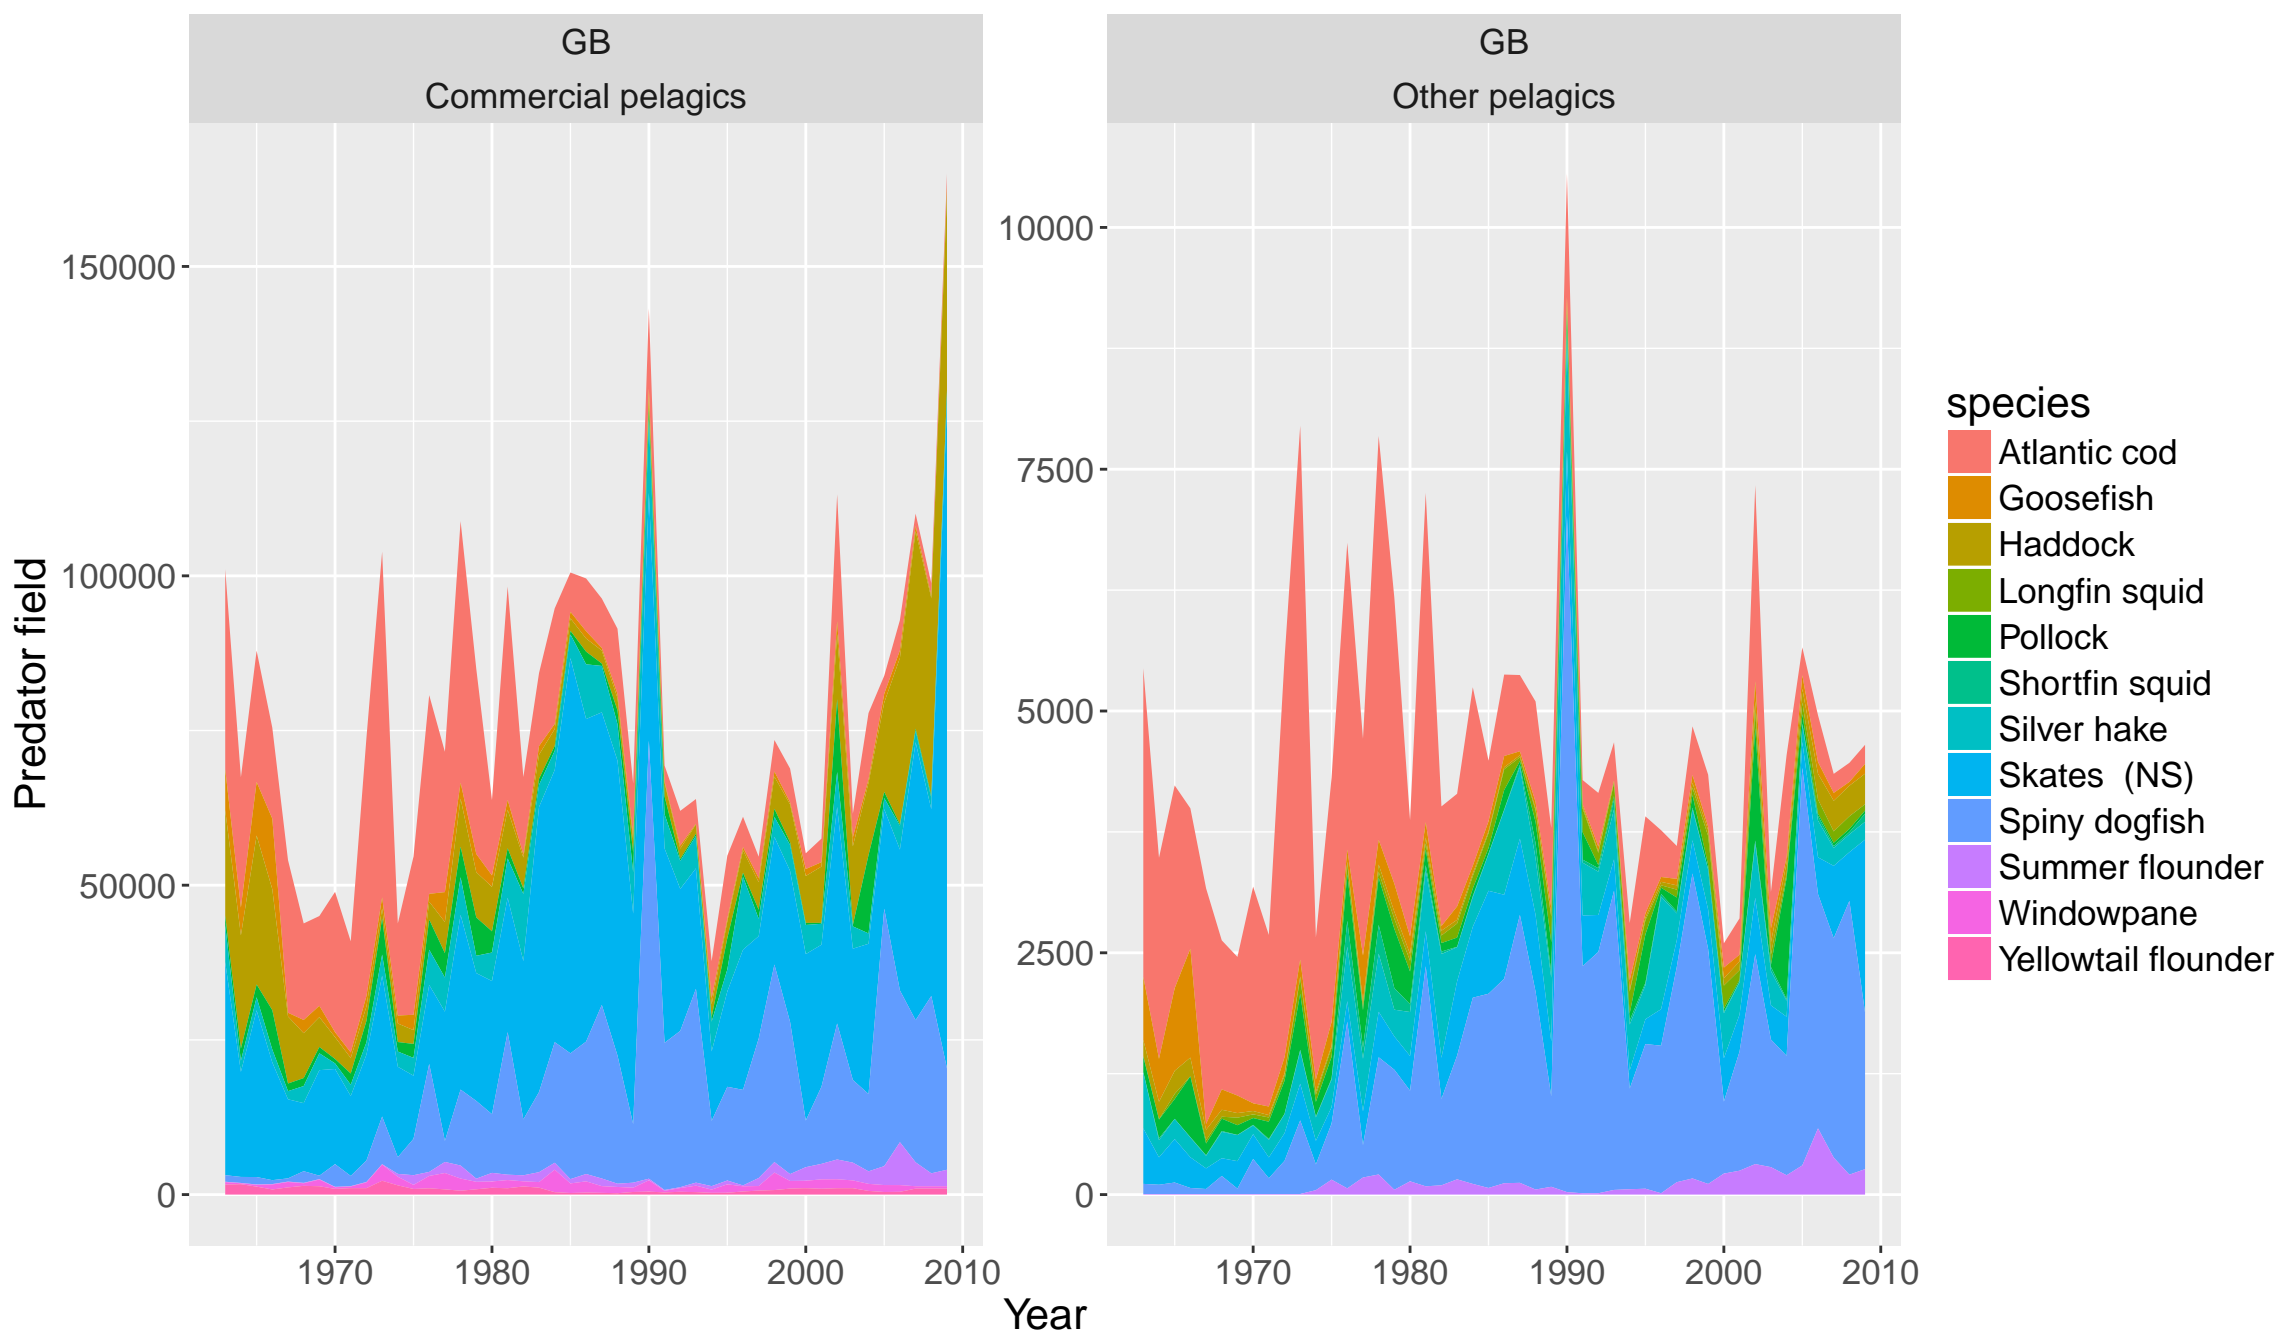 GB
Commercial pelagics
GB
Other pelagics
Predator field
150000
100000
50000
0
1970
1980
1990
2000
2010
10000
7500
5000
2500
0
1970
1980
1990
2000
2010
Year
species
Atlantic cod
Goosefish
Haddock
Longfin squid
Pollock
Shortfin squid
Silver hake
Skates  (NS)
Spiny dogfish
Summer flounder
Windowpane
Yellowtail flounder